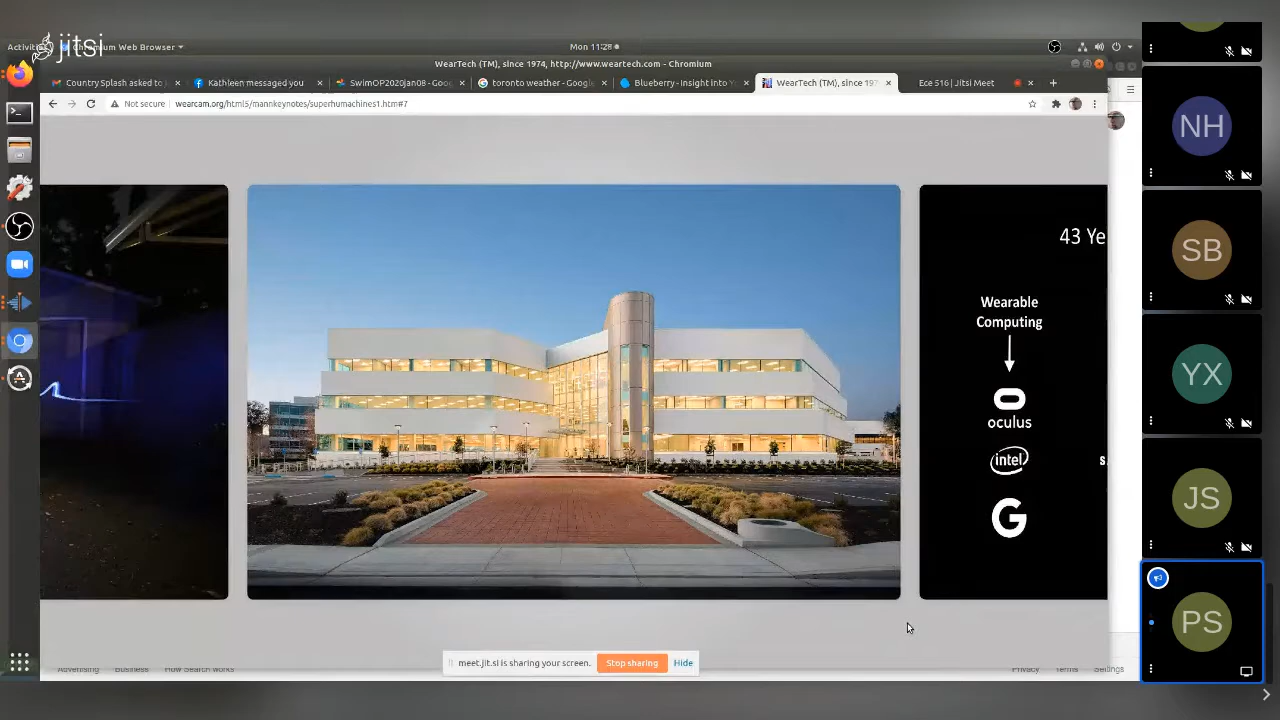 jitsi
Chromium Web Browser
Mon 11:28
WearTech (TM), since 1974, http://www.weartech.com - Chromium
Country Splash asked to j
Kathleen messaged you
SwimOP2020Jan08 - Goo
toronto weather - Google
Blueberry - Insight into Y
WearTech (TM), since 197
Ece 516 | Jitsi Meet
Not secure
wearcam.org/html5/mannkeynotes/superhumachines1.htm#7
43 Ye
Wearable
Computing
oculus
intel
G
NH
SB
YX
JS
PS
meet.jit.si is sharing your screen.
Stop sharing
Hide
Advertising
Business
How Search works
Privacy
Terms
Settings